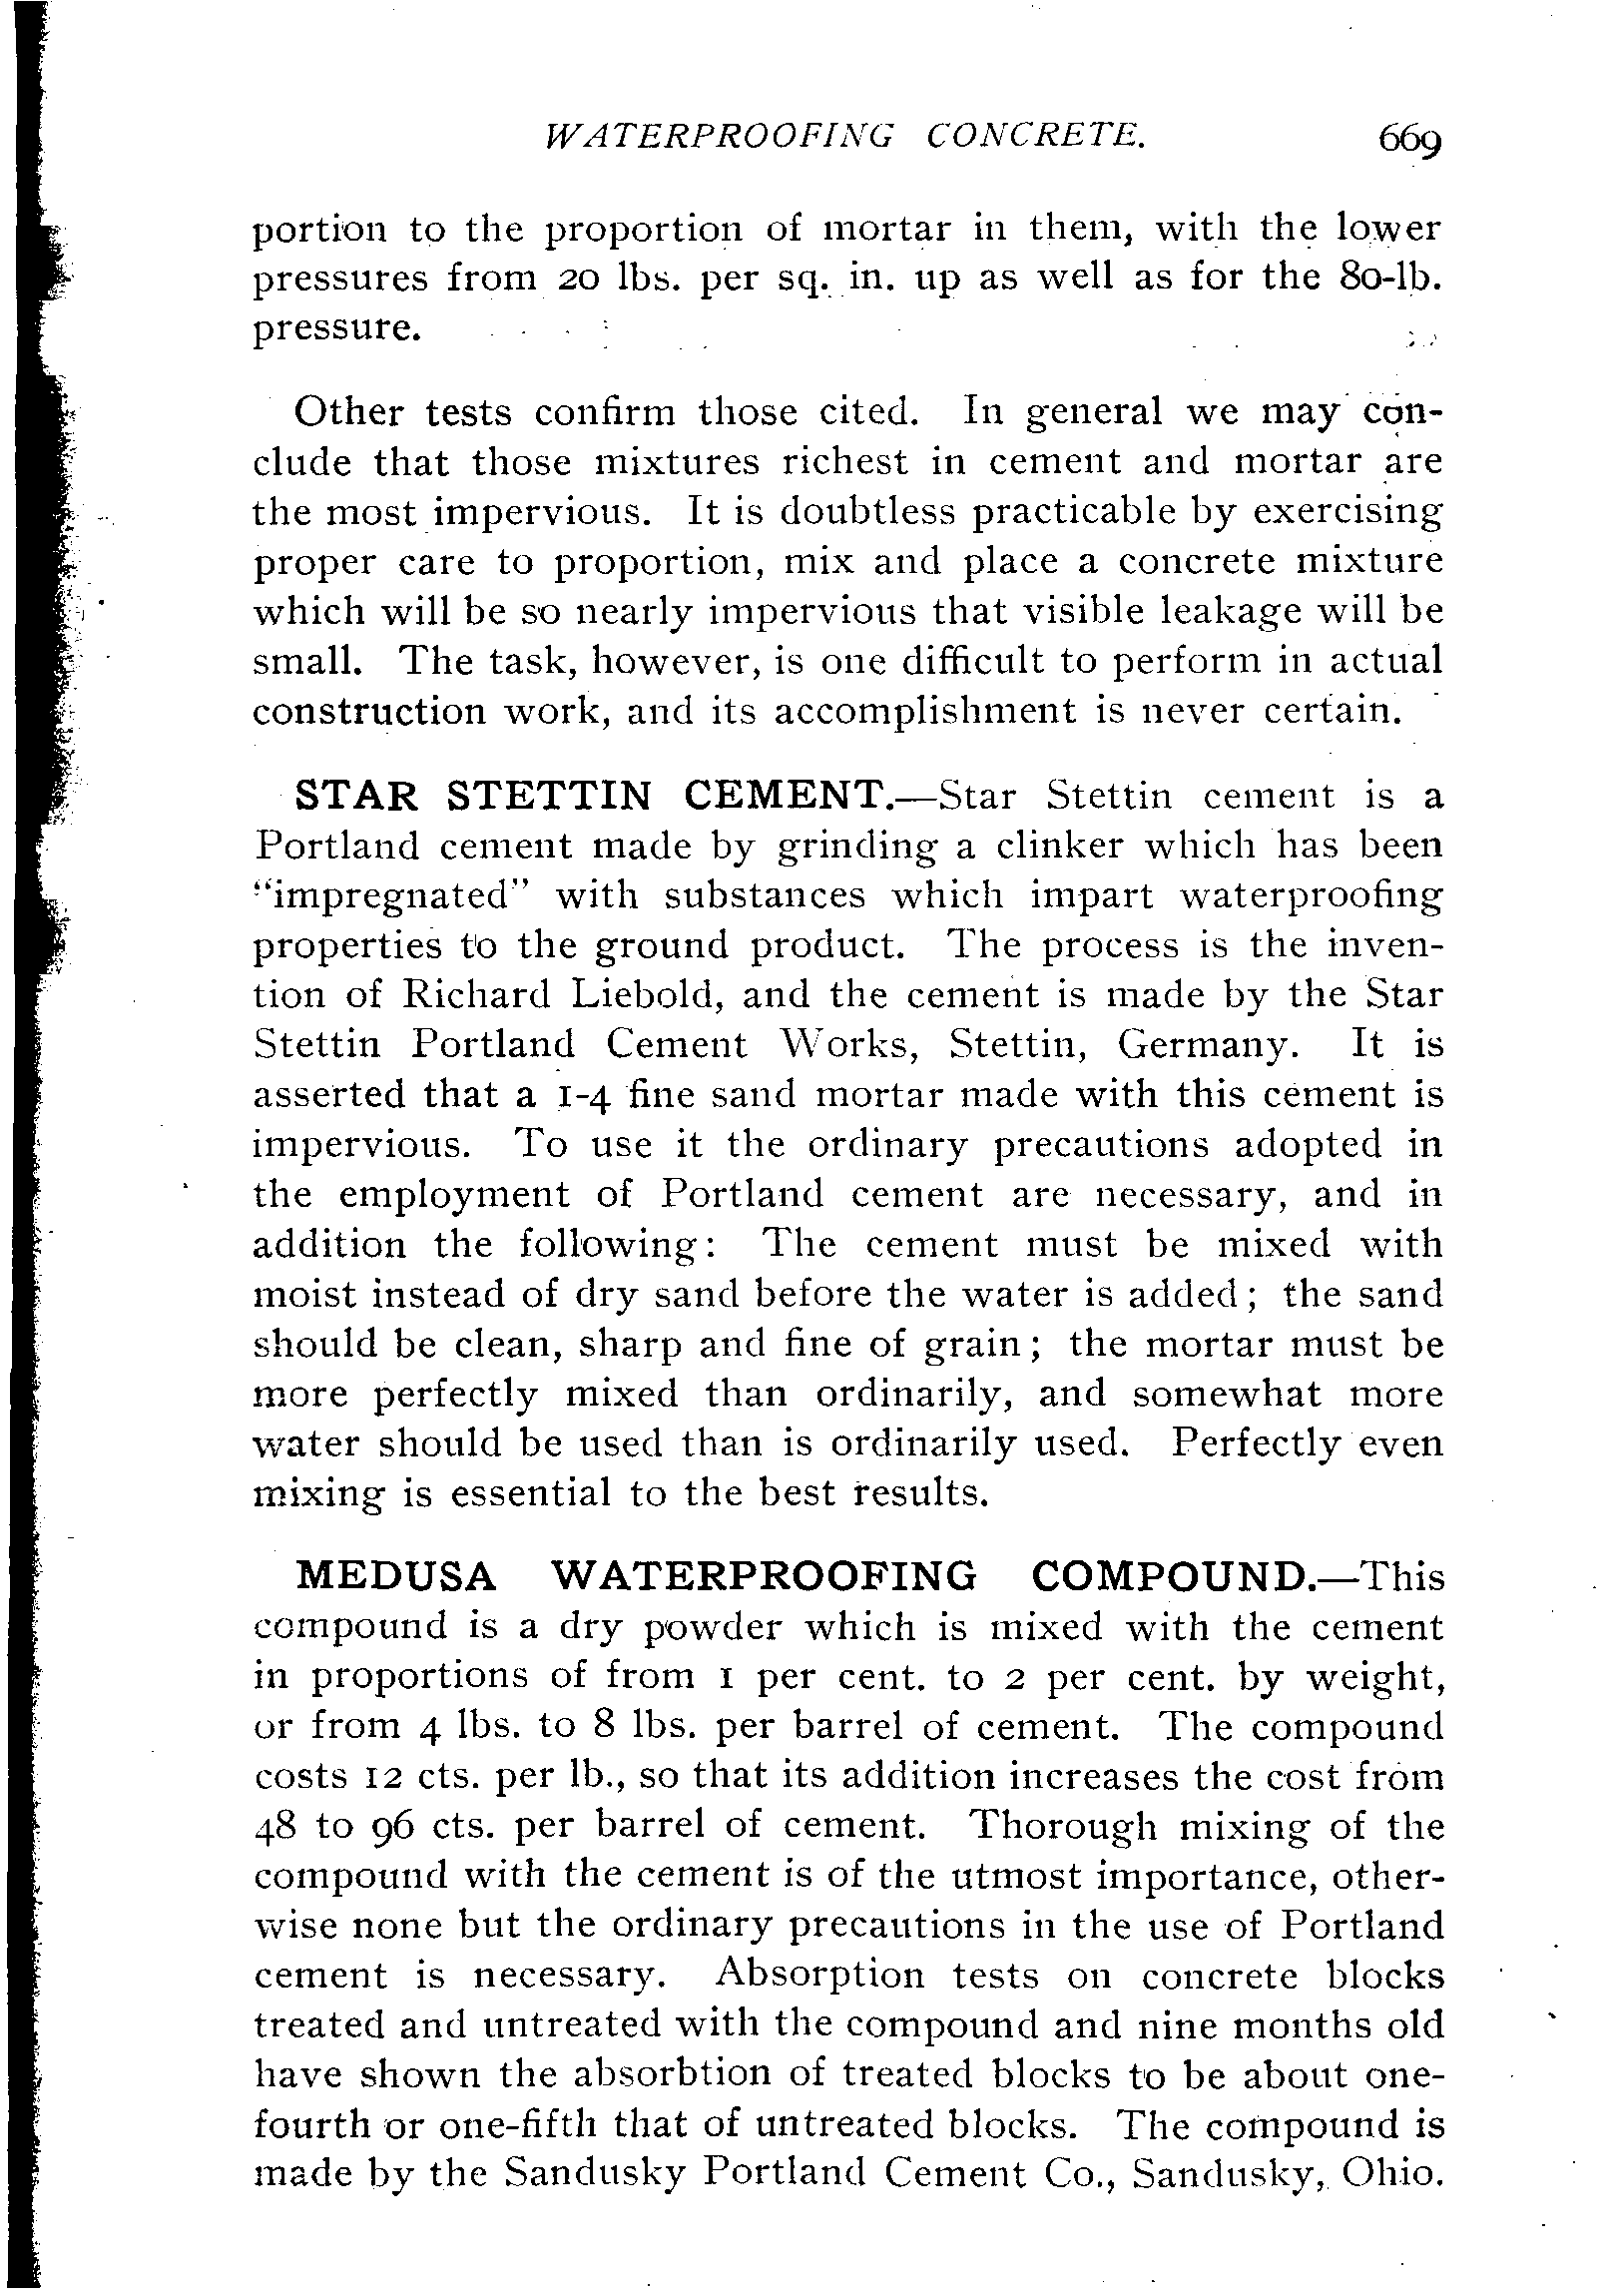 WATERPROOFING CONCRETE. 669
portion to the proportion of mortar in them, with the lower
pressures from 20 lbs. per sq. in. up as well as for the 80-lb.
pressure.
Other tests confirm those cited. In general we may con-
clude that those mixtures richest in cement and mortar are
the most impervious. It is doubtless practicable by exercising
proper care to proportion, mix and place a concrete mixture
which will be so nearly impervious that visible leakage will be
small. The task, however, is one difficult to perform in actual
construction work, and its accomplishment is never certain.
STAR STETTIN CEMENT.—Star Stettin cement is a
Portland cement made by grinding a clinker which has been
"impregnated" with substances which impart waterproofing
properties to the ground product. The process is the inven-
tion of Richard Liebold, and the cement is made by the Star
Stettin Portland Cement Works, Stettin, Germany. It is
asserted that a 1-4 fine sand mortar made with this cement is
impervious. To use it the ordinary precautions adopted in
the employment of Portland cement are necessary, and in
addition the following: The cement must be mixed with
moist instead of dry sand before the water is added; the sand
should be clean, sharp and fine of grain; the mortar must be
more perfectly mixed than ordinarily, and somewhat more
water should be used than is ordinarily used. Perfectly even
mixing is essential to the best results.
MEDUSA WATERPROOFING COMPOUND.—This
compound is a dry powder which is mixed with the cement
in proportions of from 1 per cent. to 2 per cent. by weight,
or from 4 lbs. to 8 lbs. per barrel of cement. The compound
costs 12 cts. per lb., so that its addition increases the cost from
48 to 96 cts. per barrel of cement. Thorough mixing of the
compound with the cement is of the utmost importance, other-
wise none but the ordinary precautions in the use of Portland
cement is necessary. Absorption tests on concrete blocks
treated and untreated with the compound and nine months old
have shown the absorbtion of treated blocks to be about one-
fourth or one-fifth that of untreated blocks. The compound is
made by the Sandusky Portland Cement Co., Sandusky, Ohio.